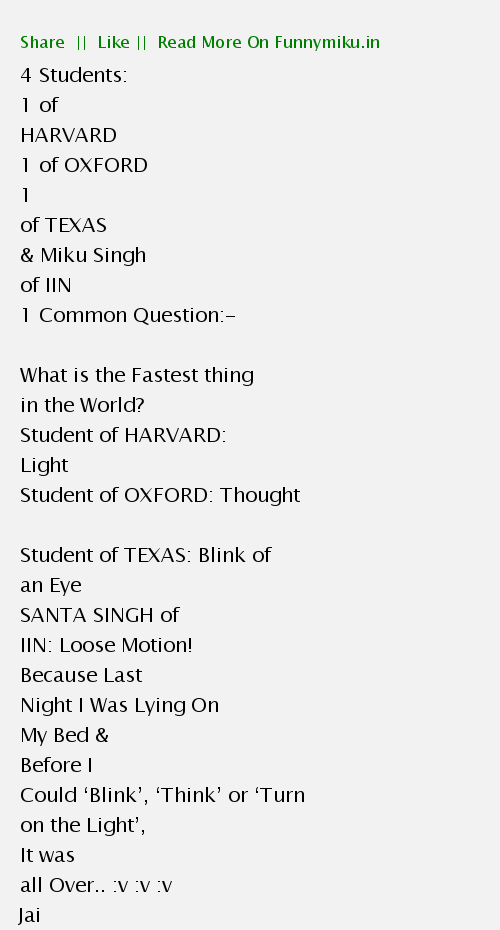 Share || Like || Read More On Funnymiku.in
4 Students:
1 of
HARVARD
1 of OXFORD
1
of TEXAS
& Miku Singh
of IIN
1 Common Question:–

What is the Fastest thing
in the World?
Student of HARVARD:
Light
Student of OXFORD: Thought

Student of TEXAS: Blink of
an Eye
SANTA SINGH of
IIN: Loose Motion!
Because Last
Night I Was Lying On
My Bed &
Before I
Could ‘Blink’, ‘Think’ or ‘Turn
on the Light’,
It was
all Over.. :v :v :v
Jai